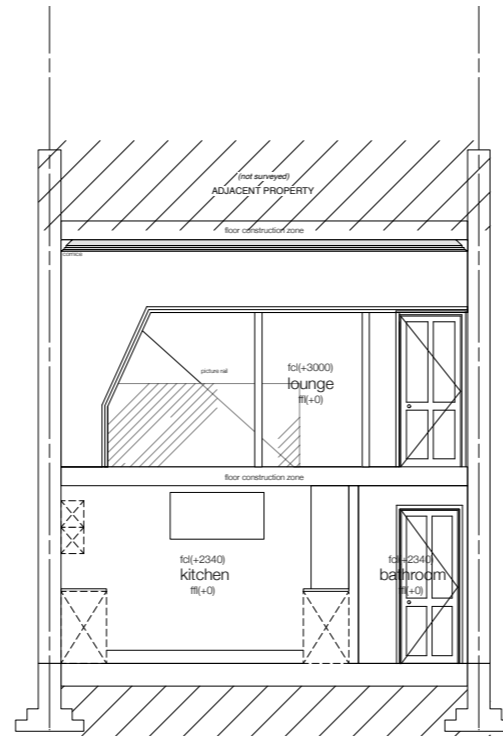 (not surveyed)
ADJACENT PROPERTY
floor construction zone
cornice
picture rail
fcl(+3000)
lounge
ffl(+0)
floor construction zone
fcl(+2340)
kitchen
ffl(+0)
fcl(+2340)
bathroom
ffl(+0)